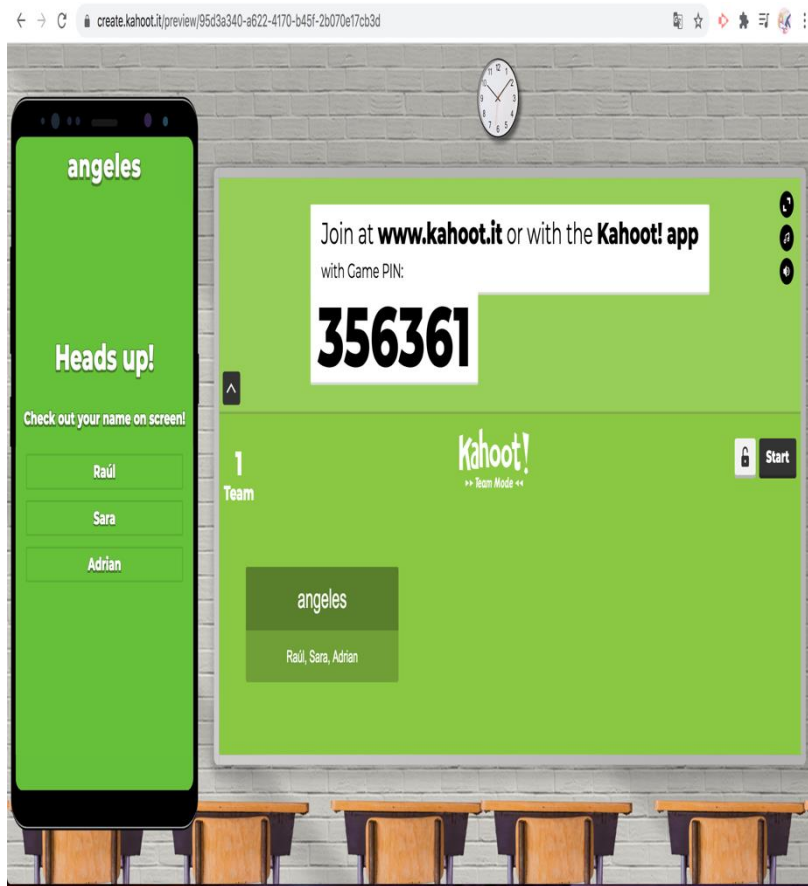 create.kahoot.it/preview/95d3a340-a622-4170-b45f-2b070e17cb3d
angeles
Heads up!
Check out your name on screen!
Raúl
Sara
Adrian
Join at www.kahoot.it or with the Kahoot! app
with Game PIN:
356361
1
Team
Kahoot!
▸▸ Team Mode ◂◂
Start
angeles
Raúl, Sara, Adrian